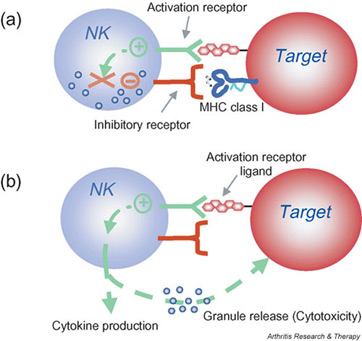 Activation receptor
(a)
NK
+
Target
−
MHC class I
Inhibitory receptor
(b)
Activation receptor
ligand
NK
+
Target
Cytokine production
Granule release (Cytotoxicity)
Arthritis Research & Therapy